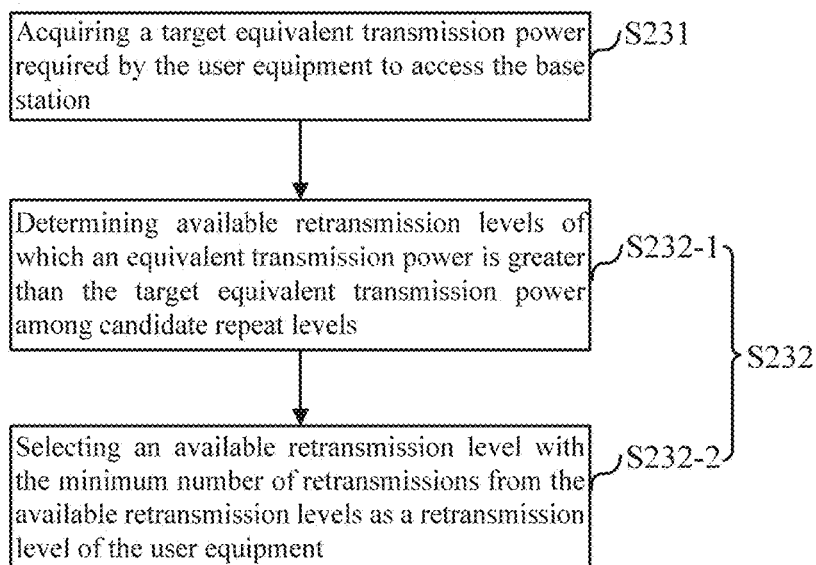 Acquiring a target equivalent transmission power
required by the user equipment to access the base
station
S231
Determining available retransmission levels of
which an equivalent transmission power is greater
than the target equivalent transmission power
among candidate repeat levels
S232-1
S232
Selecting an available retransmission level with
the minimum number of retransmissions from the
available retransmission levels as a retransmission
level of the user equipment
S232-2